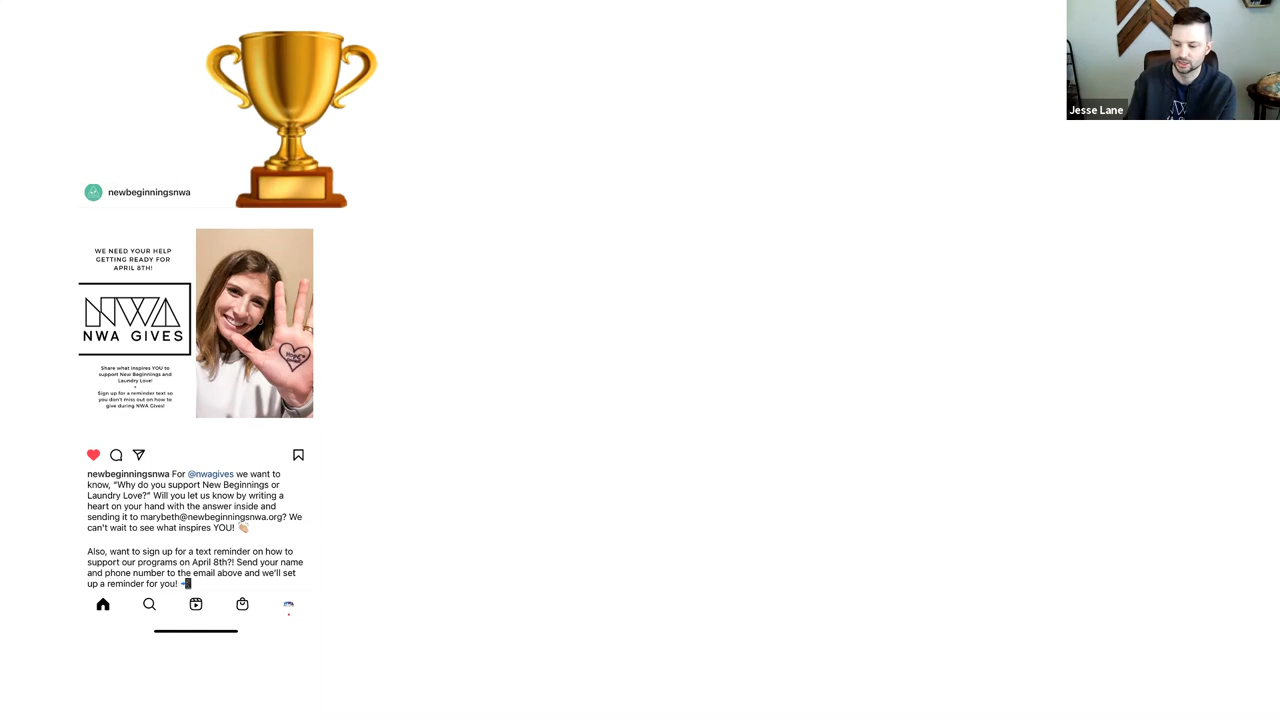 Jesse Lane
newbeginningsnwa
WE NEED YOUR HELP
GETTING READY FOR
APRIL 8TH!
NWA
NWA GIVES
Share what inspires YOU to
support New Beginnings and
Laundry Love!
+
Sign up for a reminder text so
you don't miss out on how to
give during NWA Gives!
newbeginningsnwa For @nwagives we want to
know, “Why do you support New Beginnings or
Laundry Love?” Will you let us know by writing a
heart on your hand with the answer inside and
sending it to marybeth@newbeginningsnwa.org? We
can't wait to see what inspires YOU!
Also, want to sign up for a text reminder on how to
support our programs on April 8th?! Send your name
and phone number to the email above and we'll set
up a reminder for you!